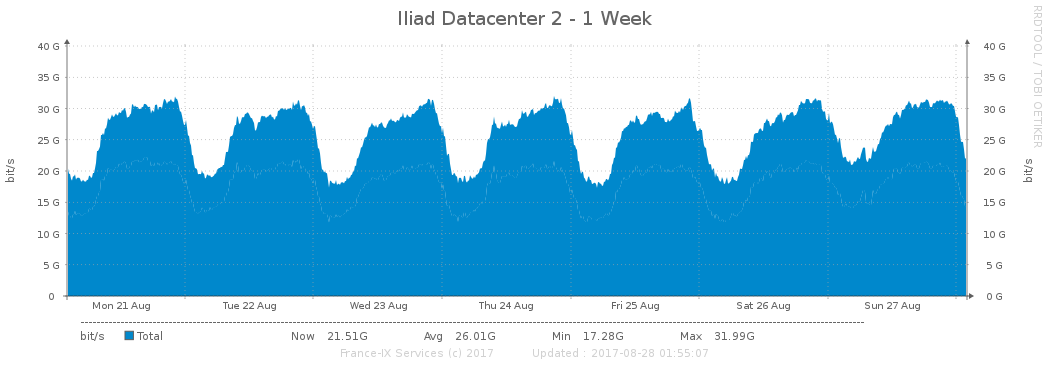 Iliad Datacenter 2 - 1 Week
RRDTOOL / TOBI OETIKER
bit/s
40 G 40 G
35 G 35 G
30 G 30 G
25 G 25 G
20 G 20 G
15 G 15 G
10 G 10 G
5 G 5 G
0 0 G
bit/s
Mon 21 Aug Tue 22 Aug Wed 23 Aug Thu 24 Aug Fri 25 Aug Sat 26 Aug Sun 27 Aug
bit/s Total Now 21.51G Avg 26.01G Min 17.28G Max 31.99G
France-IX Services (c) 2017 Updated : 2017-08-28 01:55:07